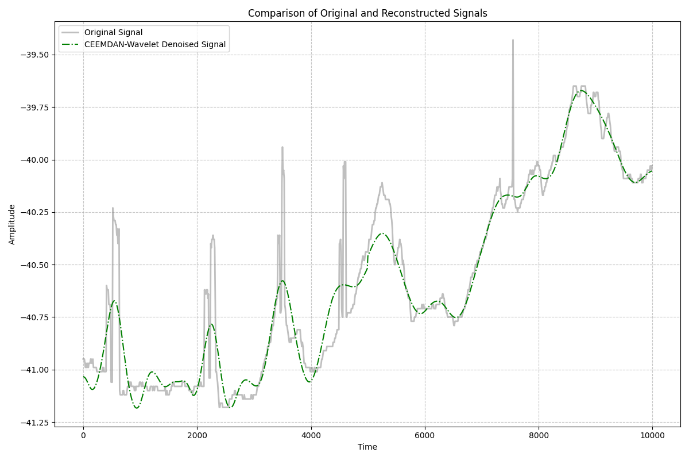 Comparison of Original and Reconstructed Signals
Original Signal
CEEMDAN-Wavelet Denoised Signal
Amplitude
−39.50
−39.75
−40.00
−40.25
−40.50
−40.75
−41.00
−41.25
0
2000
4000
6000
8000
10000
Time